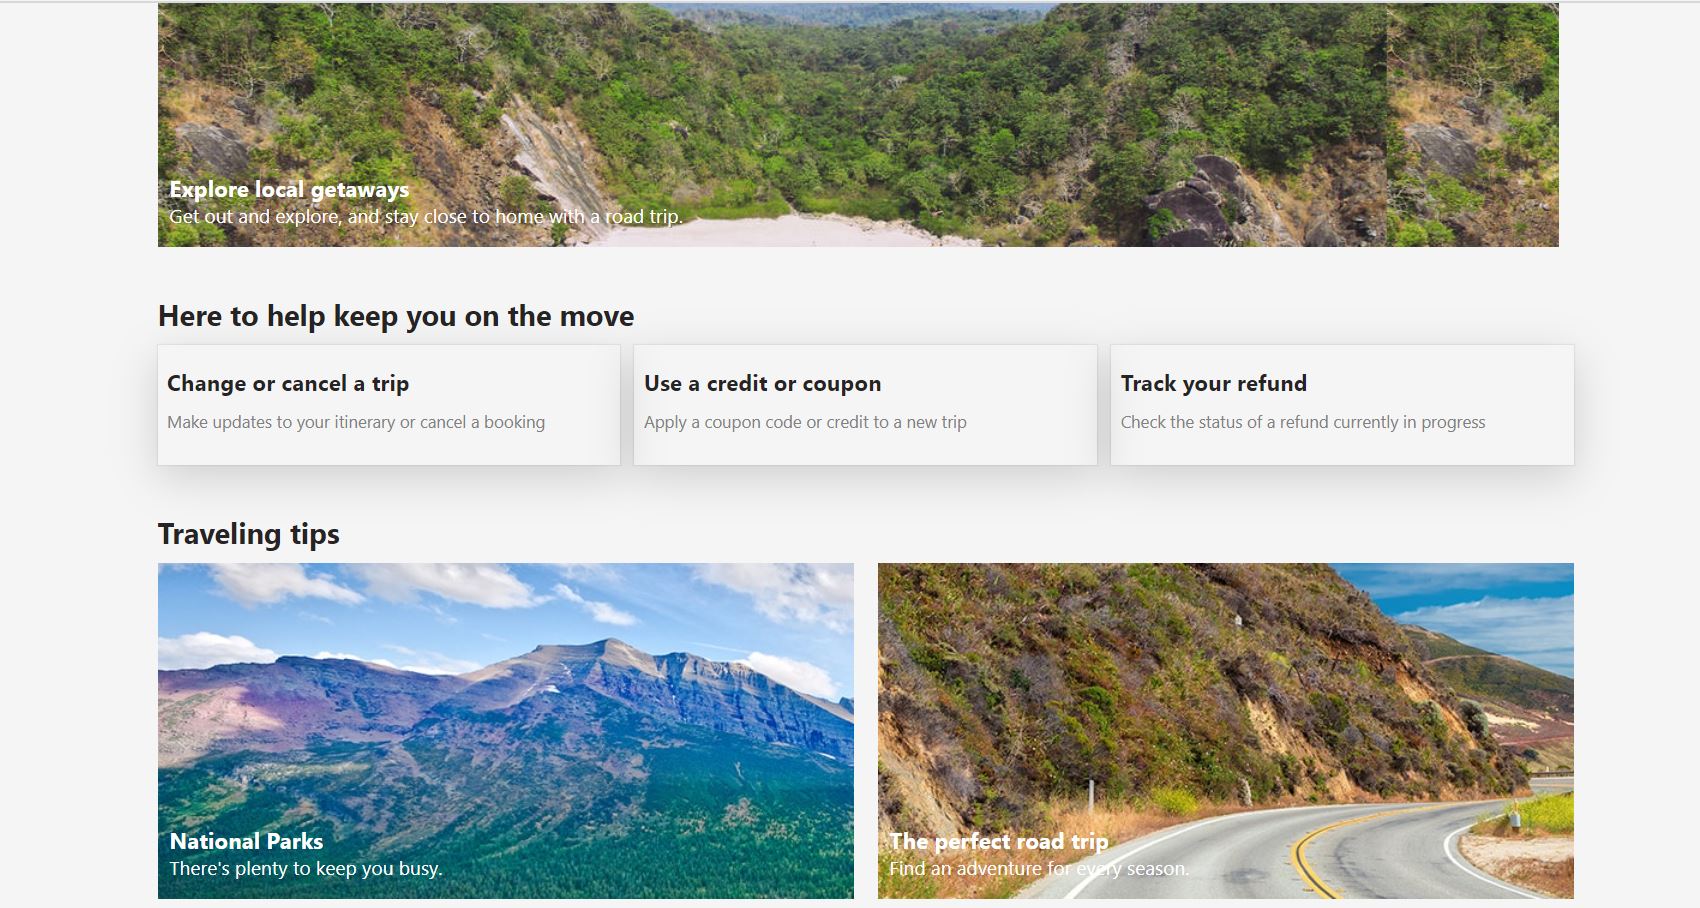 Explore local getaways
Get out and explore, and stay close to home with a road trip.
Here to help keep you on the move
Change or cancel a trip
Make updates to your itinerary or cancel a booking
Use a credit or coupon
Apply a coupon code or credit to a new trip
Track your refund
Check the status of a refund currently in progress
Traveling tips
National Parks
There's plenty to keep you busy.
The perfect road trip
Find an adventure for every season.